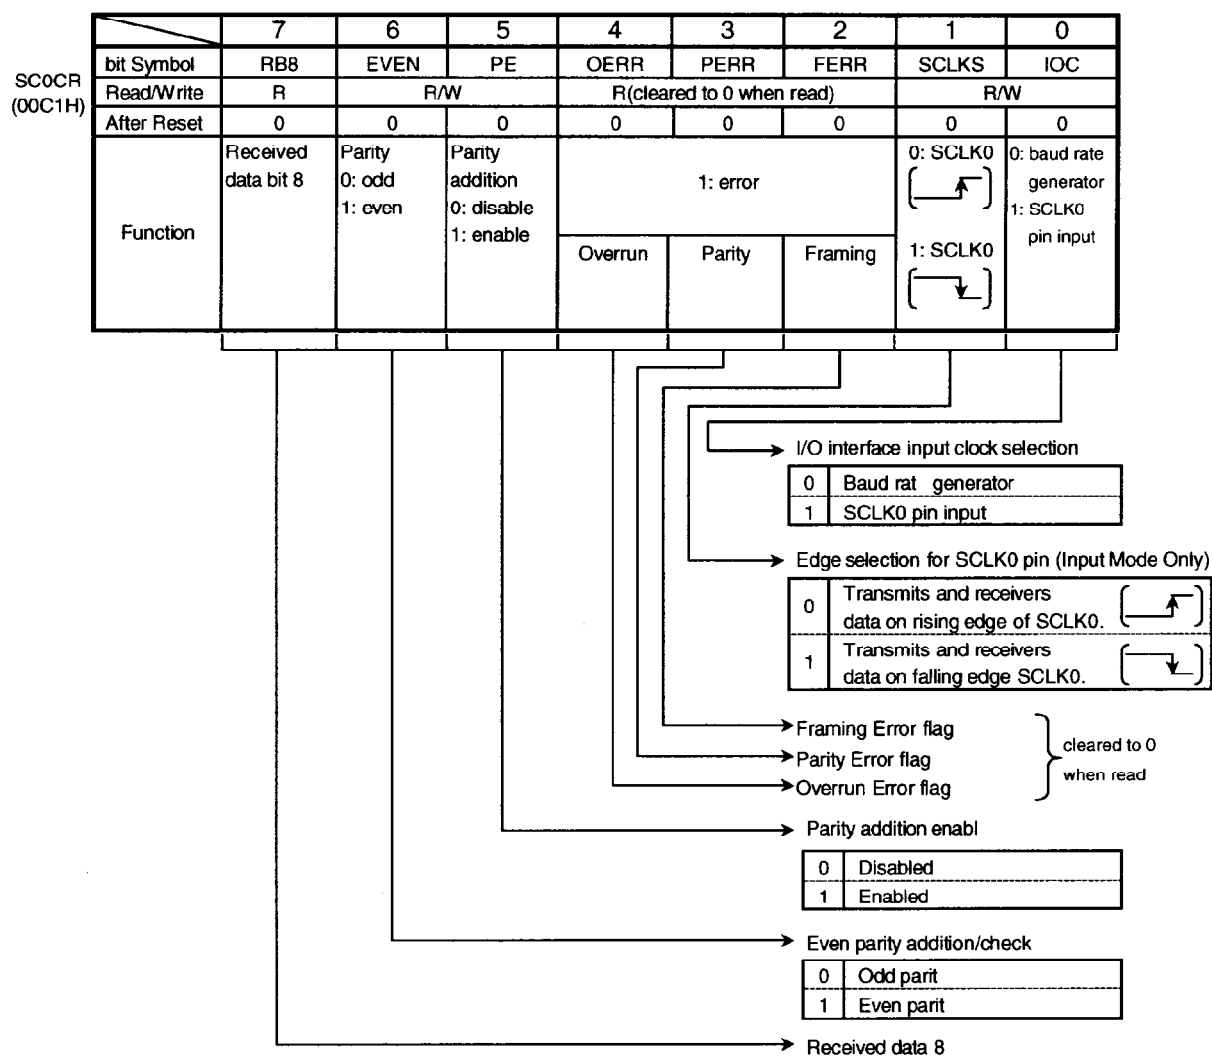 7 6 5 4 3 2 1 0
SC0CR
(00C1H)
bit Symbol RB8 EVEN PE OERR PERR FERR SCLKS IOC
Read/Write R R/W R(cleared to 0 when read) R/W
After Reset 0 0 0 0 0 0 0 0
Function
Received
data bit 8
Parity
0: odd
1: even
Parity
addition
0: disable
1: enable
1: error
Overrun Parity Framing
0: SCLK0
1: SCLK0
0: baud rate
generator
1: SCLK0
pin input
I/O interface input clock selection
0 Baud rat generator
1 SCLK0 pin input
Edge selection for SCLK0 pin (Input Mode Only)
0 Transmits and receivers
data on rising edge of SCLK0.
1 Transmits and receivers
data on falling edge SCLK0.
Framing Error flag
Parity Error flag
Overrun Error flag
cleared to 0
when read
Parity addition enabl
0 Disabled
1 Enabled
Even parity addition/check
0 Odd parit
1 Even parit
Received data 8